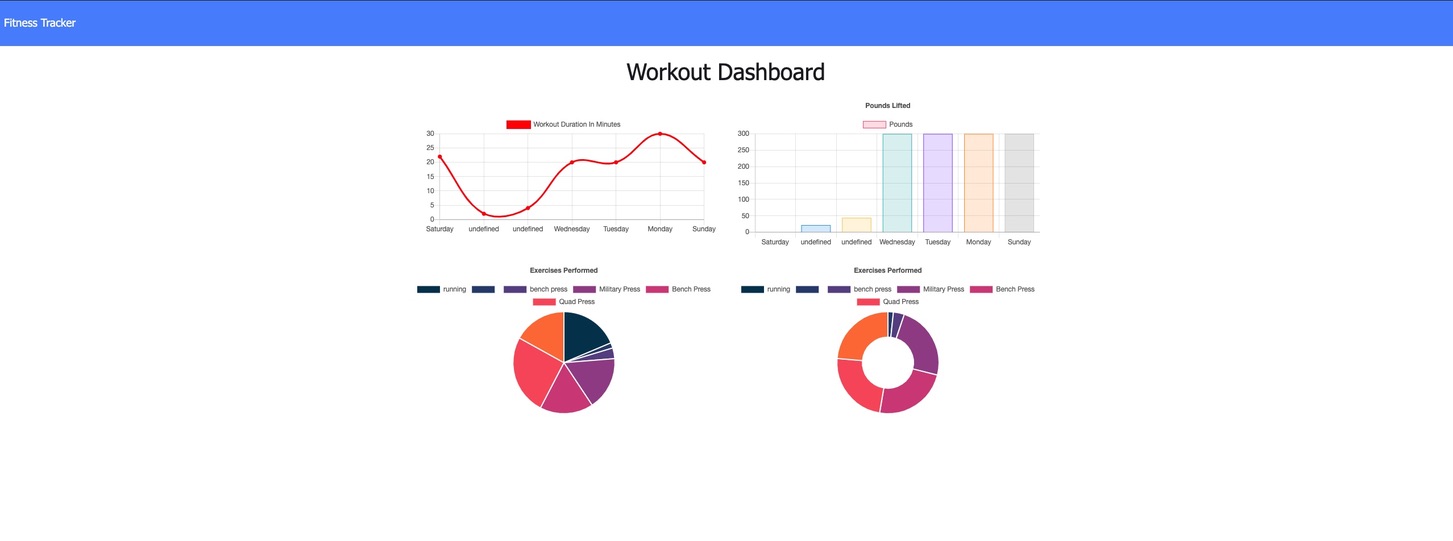 Fitness Tracker
Workout Dashboard
Workout Duration In Minutes
30
25
20
15
10
5
0
Saturday undefined undefined Wednesday Tuesday Monday Sunday
Pounds Lifted
Pounds
300
250
200
150
100
50
0
Saturday undefined undefined Wednesday Tuesday Monday Sunday
Exercises Performed
running bench press Military Press Bench Press
Quad Press
Exercises Performed
running bench press Military Press Bench Press
Quad Press